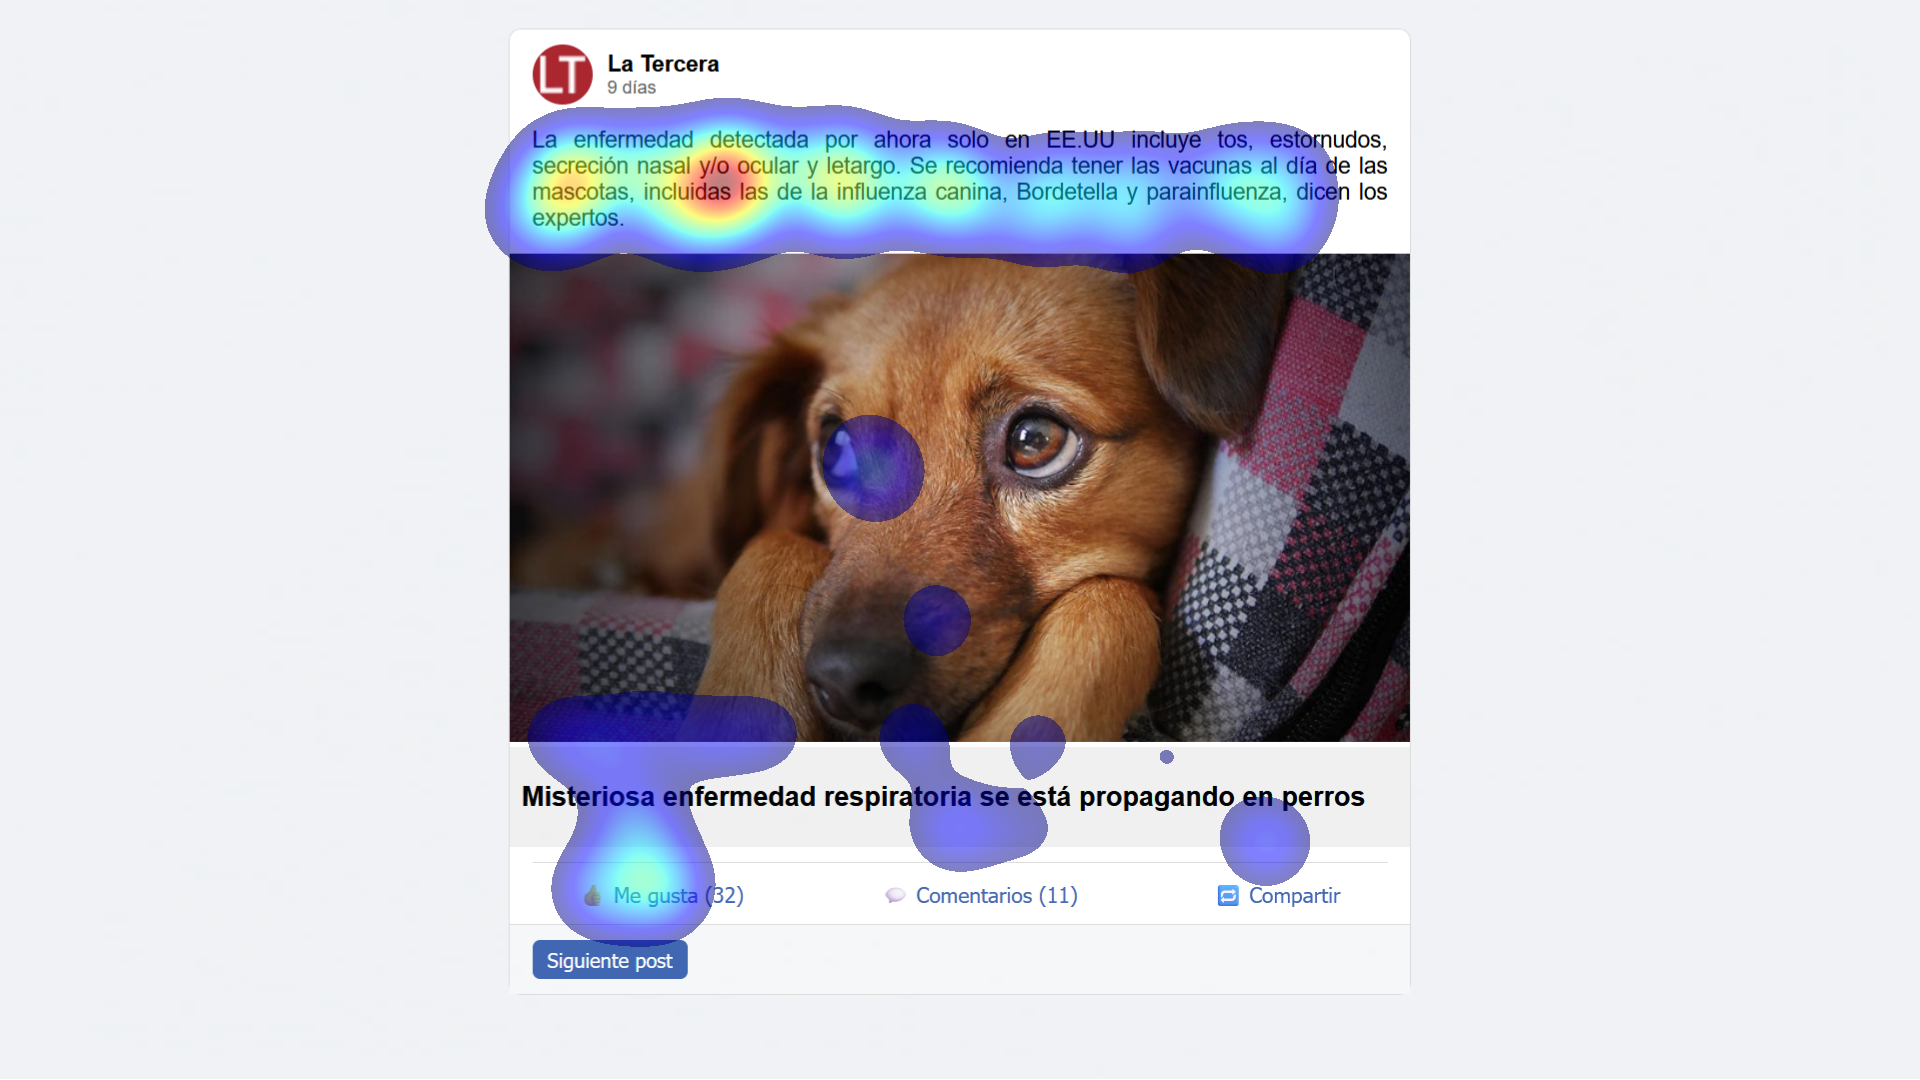 LT
La Tercera
9 días
La enfermedad detectada por ahora solo en EE.UU incluye tos, estornudos,
secreción nasal y/o ocular y letargo. Se recomienda tener las vacunas al día de las
mascotas, incluidas las de la influenza canina, Bordetella y parainfluenza, dicen los
expertos.
Misteriosa enfermedad respiratoria se está propagando en perros
Me gusta (32) Comentarios (11) Compartir
Siguiente post